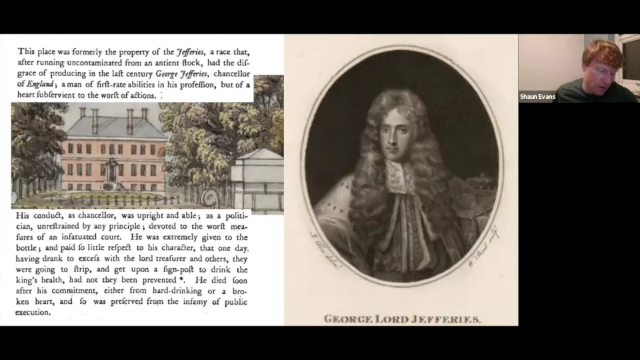 This place was formerly the property of the Jefferies, a race that,
after running uncontaminated from an antient stock, had the dis-
grace of producing in the last century George Jefferies, chancellor
of England; a man of first-rate abilities in his profession, but of a
heart subservient to the worst of actions.
His conduct, as chancellor, was upright and able; as a politi-
cian, unrestrained by any principle; devoted to the worst mea-
sures of an infatuated court. He was extremely given to the
bottle; and paid so little respect to his character, that one day,
having drank to excess with the lord treasurer and others, they
were going to strip, and get upon a sign-post to drink the
king's health, had not they been prevented *. He died soon
after his commitment, either from hard-drinking or a bro-
ken heart, and so was preserved from the infamy of public
execution.
GEORGE LORD JEFFERIES.
Shaun Evans